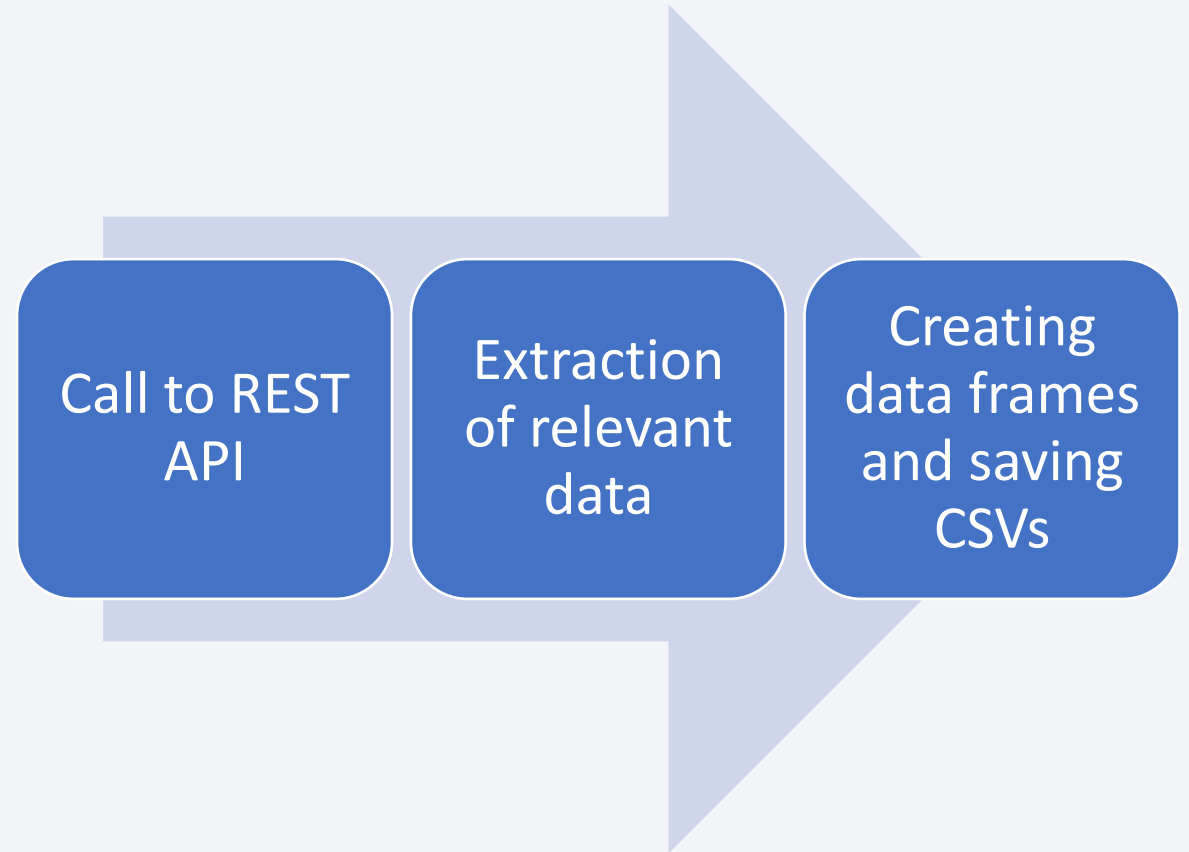 Call to REST
API
Extraction
of relevant
data
Creating
data frames
and saving
CSVs